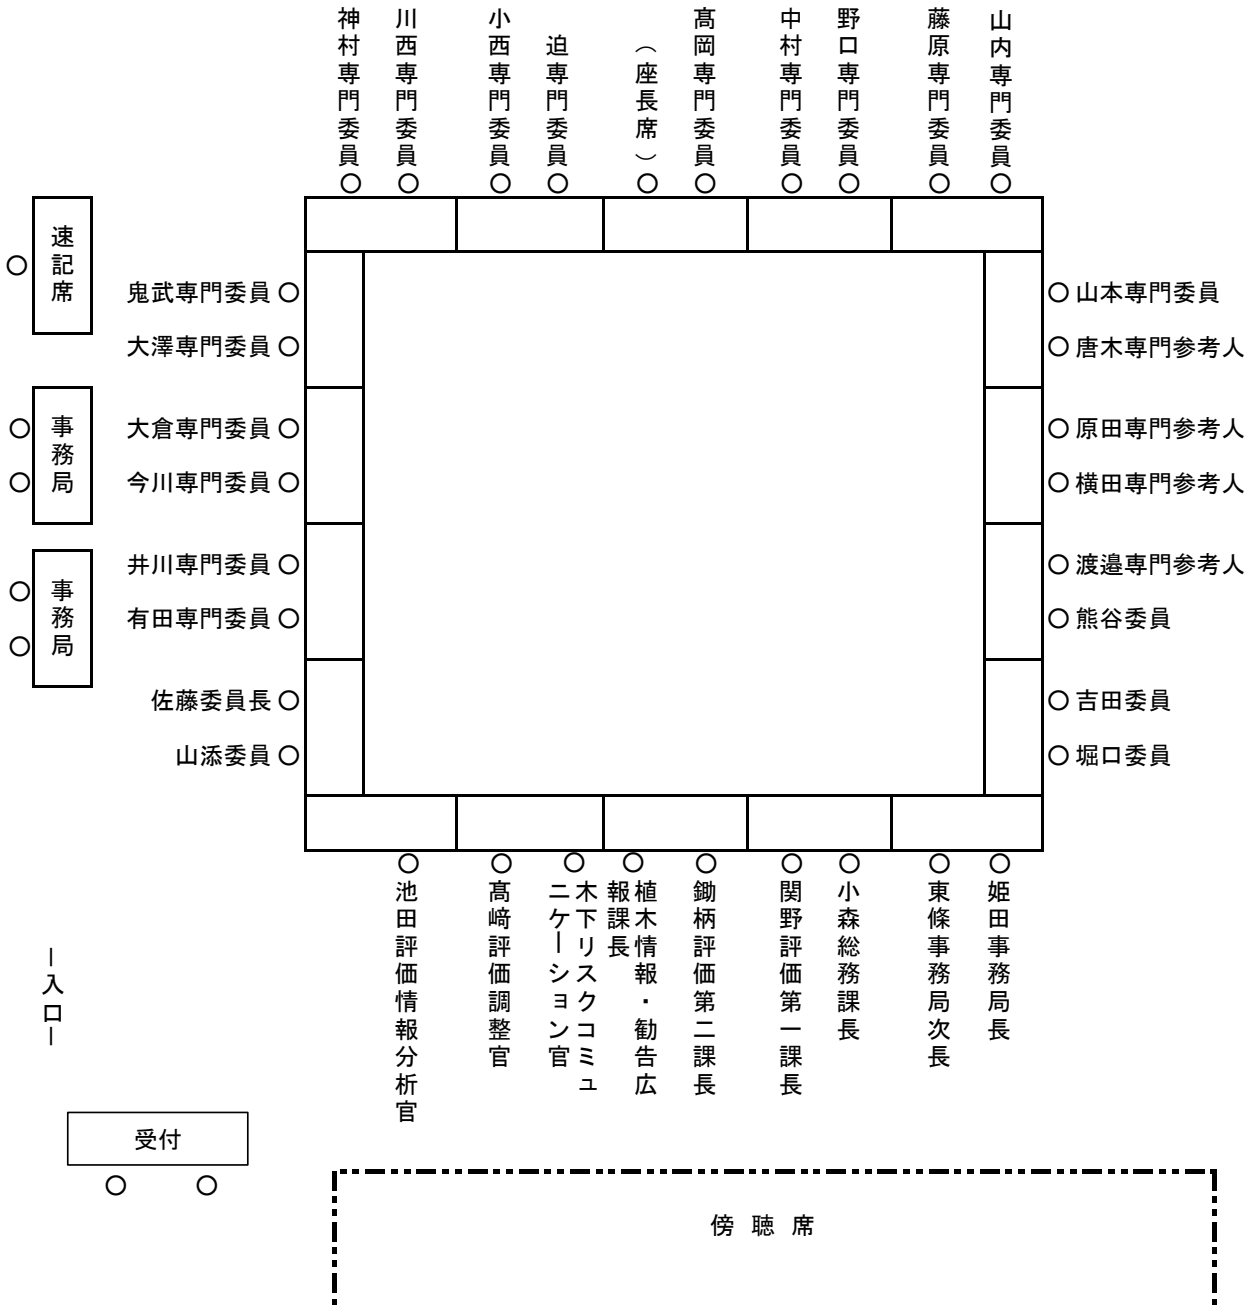 神村専門委員
川西専門委員
小西専門委員
迫専門委員
（座長席）
髙岡専門委員
中村専門委員
野口専門委員
藤原専門委員
山内専門委員
速記席
事務局
事務局
鬼武専門委員
大澤専門委員
大倉専門委員
今川専門委員
井川専門委員
有田専門委員
佐藤委員長
山添委員
山本専門委員
唐木専門参考人
原田専門参考人
横田専門参考人
渡邉専門参考人
熊谷委員
吉田委員
堀口委員
池田評価情報分析官
髙﨑評価調整官
木下リスクコミュ
ニケーション官
植木情報・勧告広
報課長
鋤柄評価第二課長
関野評価第一課長
小森総務課長
東條事務局次長
姫田事務局長
ー入口ー
受付
傍聴席